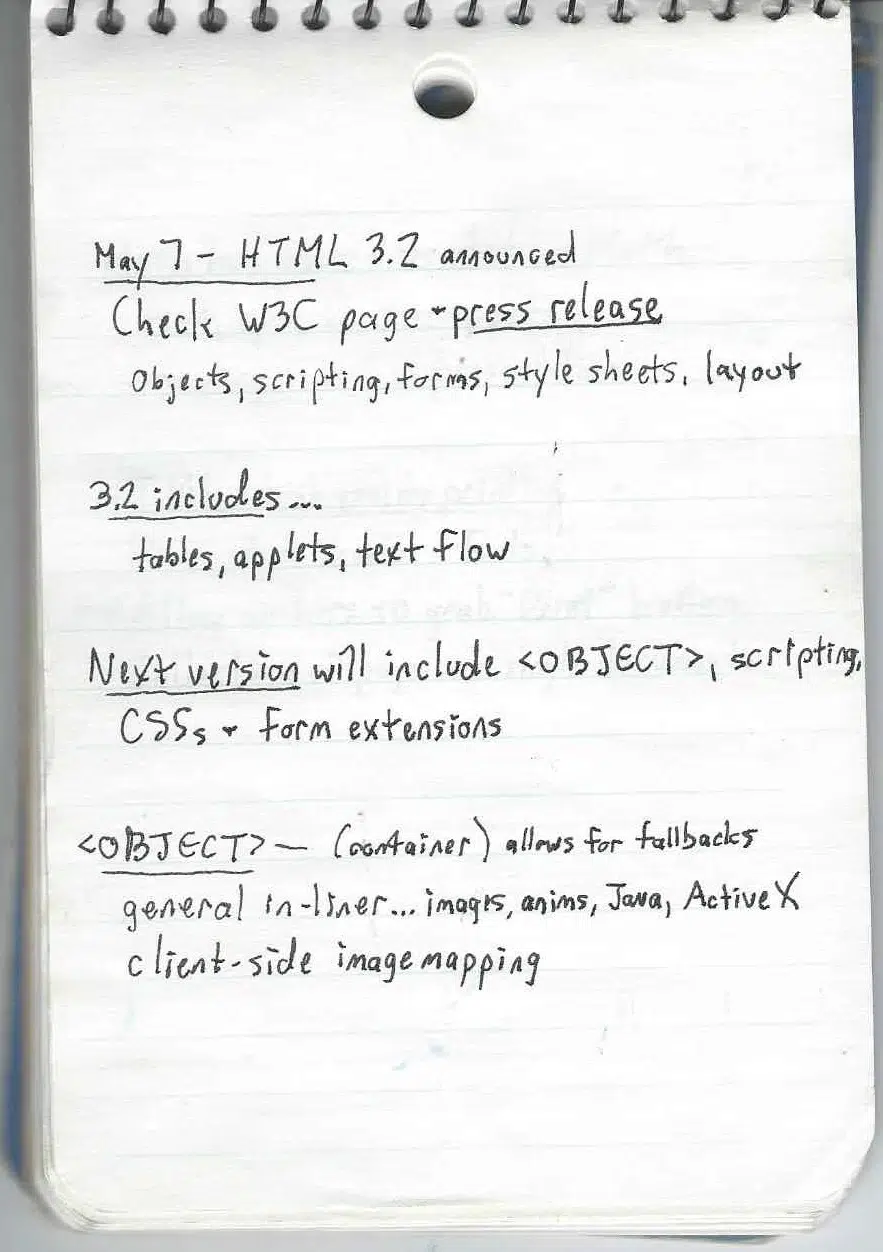 May 7 - HTML 3.2 announced
Check W3C page - press release
Objects, scripting, forms, style sheets, layout
3.2 includes...
tables, applets, text flow
Next version will include <OBJECT>, scripting,
CSSs + form extensions
<OBJECT> — (container) allows for fallbacks
general in-liner... images, anims, Java, ActiveX
client-side image mapping